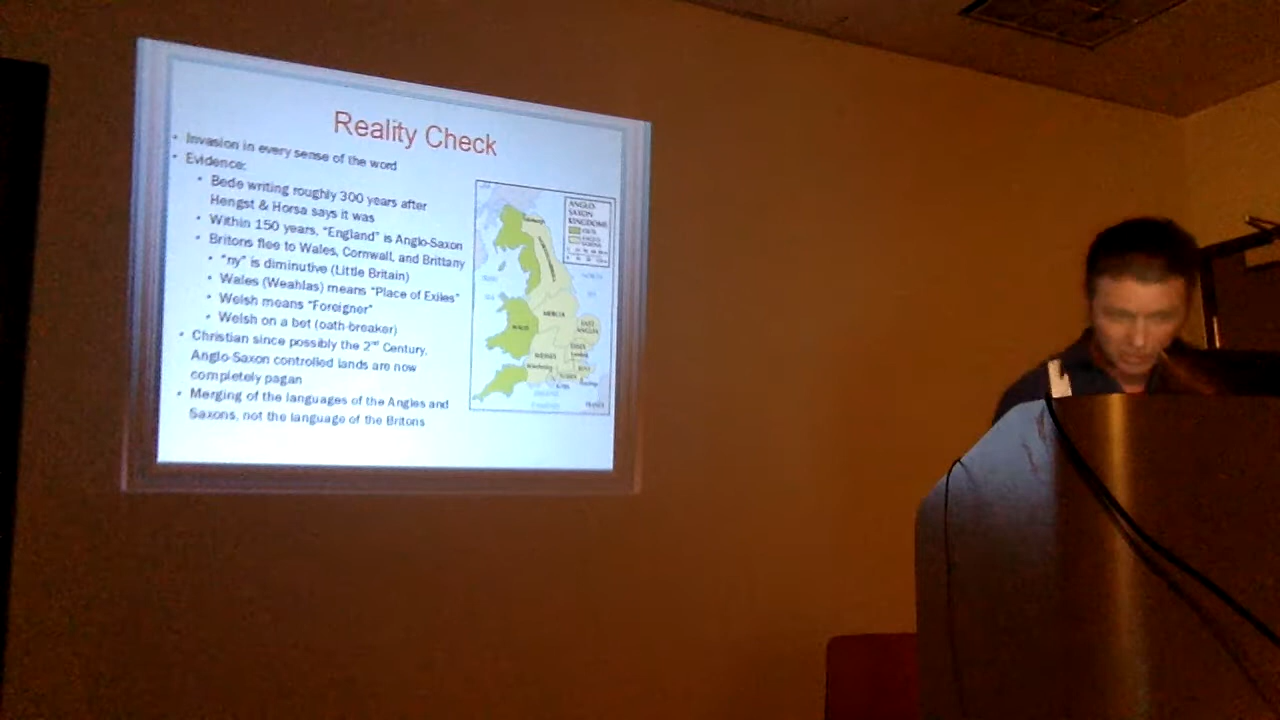 Reality Check
• Invasion in every sense of the word
• Evidence:
• Bede writing roughly 300 years after
Hengst & Horsa says it was
• Within 150 years, "England" is Anglo-Saxon
• Britons flee to Wales, Cornwall, and Brittany
• "ny" is diminutive (Little Britain)
• Wales (Weahlas) means "Place of Exiles"
• Welsh means "Foreigner"
• Welsh on a bet (oath-breaker)
• Christian since possibly the 2nd Century,
Anglo-Saxon controlled lands are now
completely pagan
• Merging of the languages of the Angles and
Saxons, not the language of the Britons
ANGLO-
SAXON
KINGDOMS
MERCIA
WALES
EAST
ANGLIA
ESSEX
WESSEX